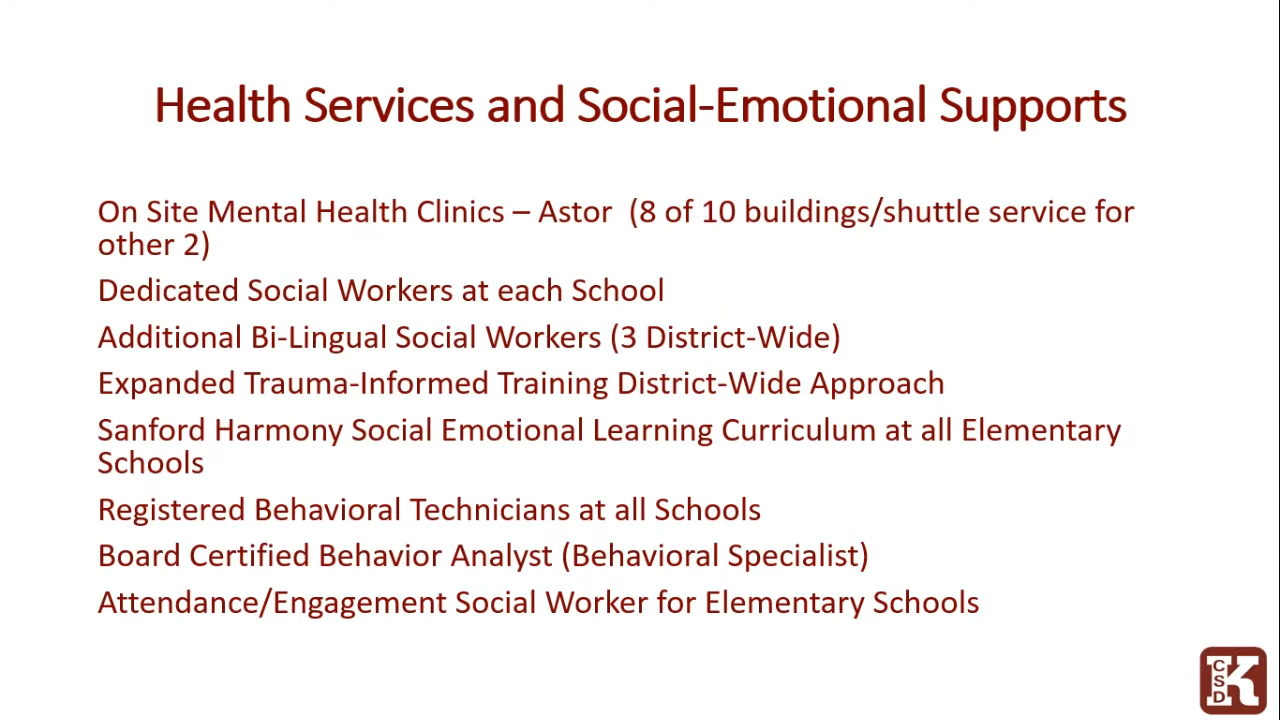 Health Services and Social-Emotional Supports
On Site Mental Health Clinics – Astor  (8 of 10 buildings/shuttle service for
other 2)
Dedicated Social Workers at each School
Additional Bi-Lingual Social Workers (3 District-Wide)
Expanded Trauma-Informed Training District-Wide Approach
Sanford Harmony Social Emotional Learning Curriculum at all Elementary
Schools
Registered Behavioral Technicians at all Schools
Board Certified Behavior Analyst (Behavioral Specialist)
Attendance/Engagement Social Worker for Elementary Schools
K CSD